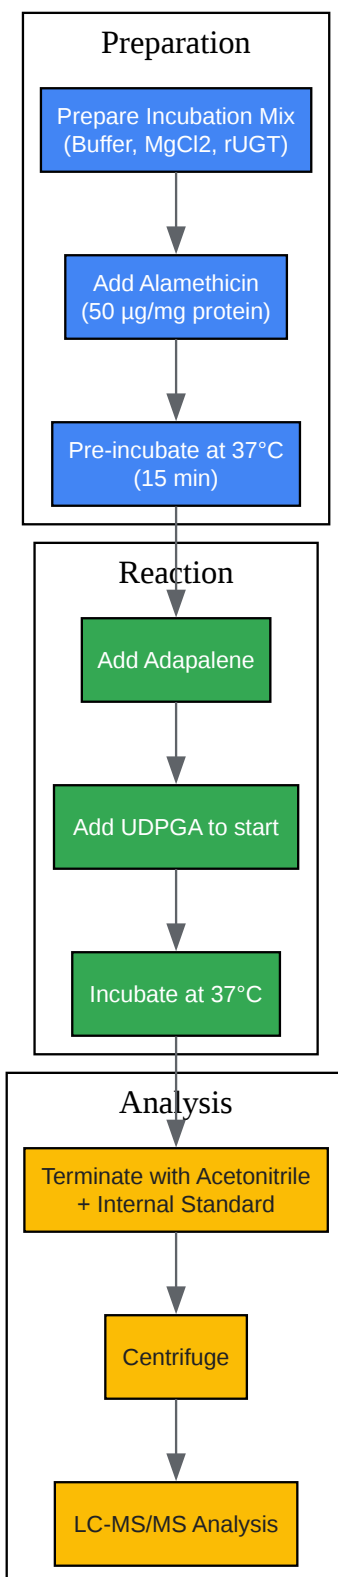 Preparation
Prepare Incubation Mix
(Buffer, MgCl2, rUGT)
Add Alamethicin
(50 µg/mg protein)
Pre-incubate at 37°C
(15 min)
Reaction
Add Adapalene
Add UDPGA to start
Incubate at 37°C
Analysis
Terminate with Acetonitrile
+ Internal Standard
Centrifuge
LC-MS/MS Analysis